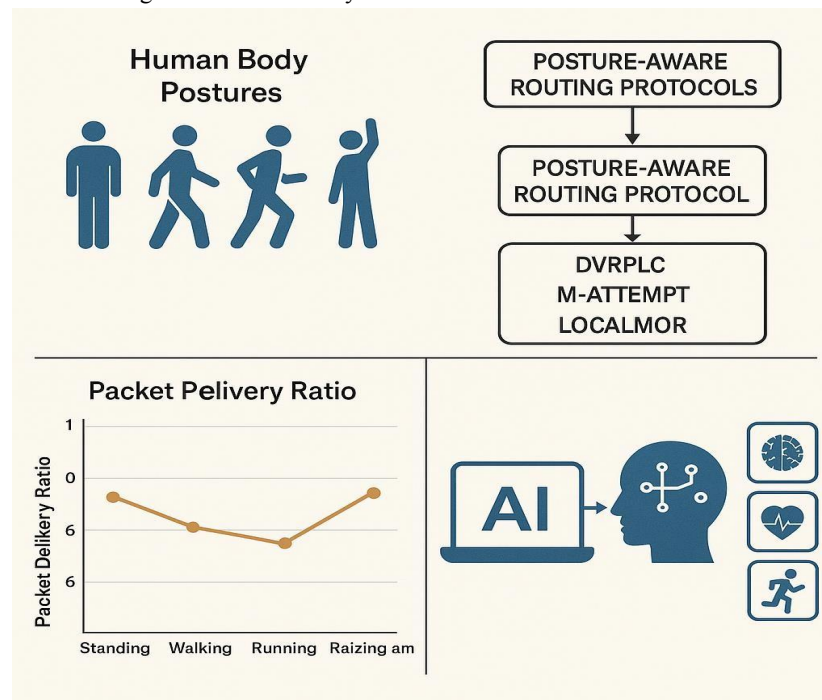 Human Body
Postures
POSTURE-AWARE
ROUTING PROTOCOLS
POSTURE-AWARE
ROUTING PROTOCOL
DVRPLC
M-ATTEMPT
LOCALMOR
Packet Pelivery Ratio
Packet Delikery Ratio
1
0
6
6
Standing Walking Running Raizing am
AI